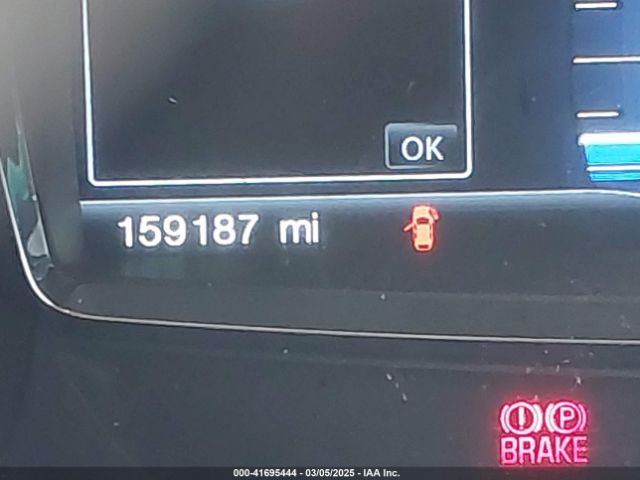 OK
159187 mi
(!) (P)
BRAKE
000-41695444 - 03/05/2025 - IAA Inc.